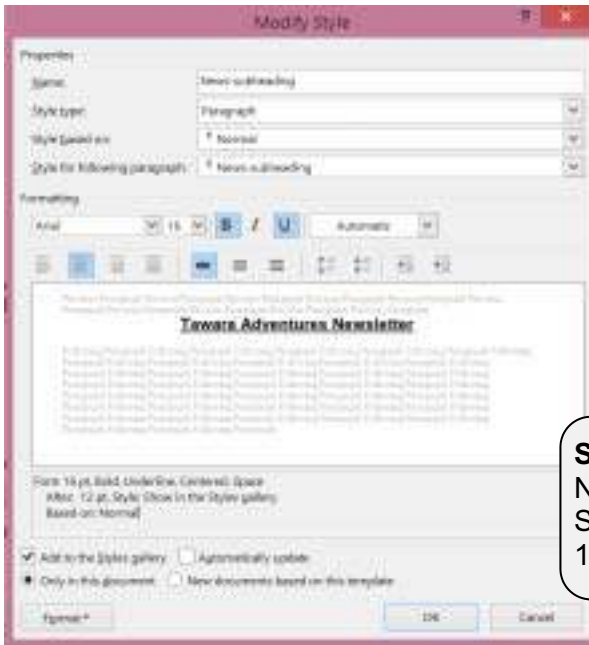 Modify Style
Properties
Name:
News-subheading
Style type:
Paragraph
Style based on:
¶ Normal
Style for following paragraph:
¶ News-subheading
Formatting
Arial
16
B I U
Automatic
Tawara Adventures Newsletter
Font: 16 pt, Bold, Underline, Centered, Space
After: 12 pt, Style: Show in the Styles gallery
Based on: Normal
Add to the Styles gallery
Automatically update
Only in this document
New documents based on this template
Format
OK
Cancel
S
N
S
1